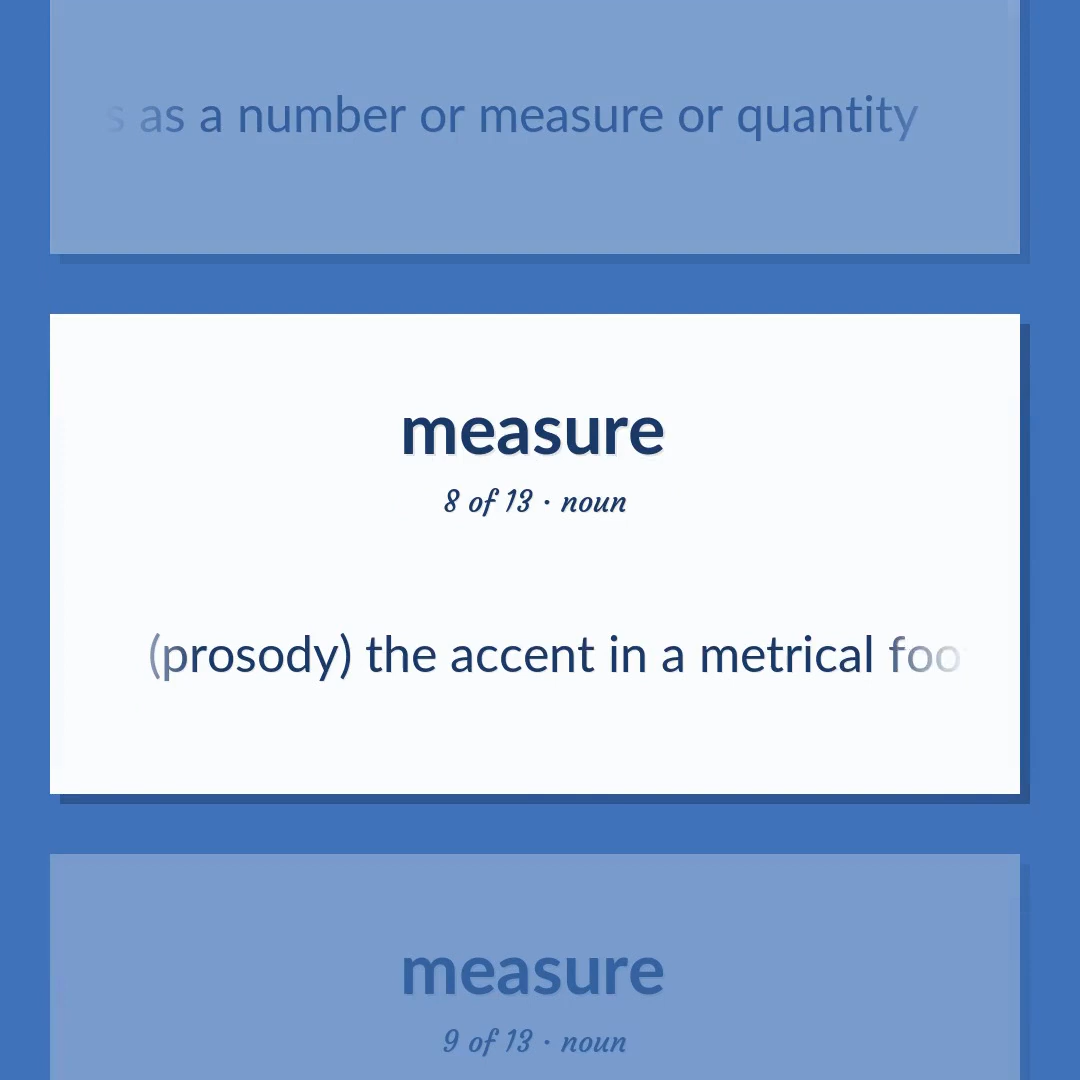 as a number or measure or quantity
measure
8 of 13 · noun
(prosody) the accent in a metrical foo
measure
9 of 13 · noun